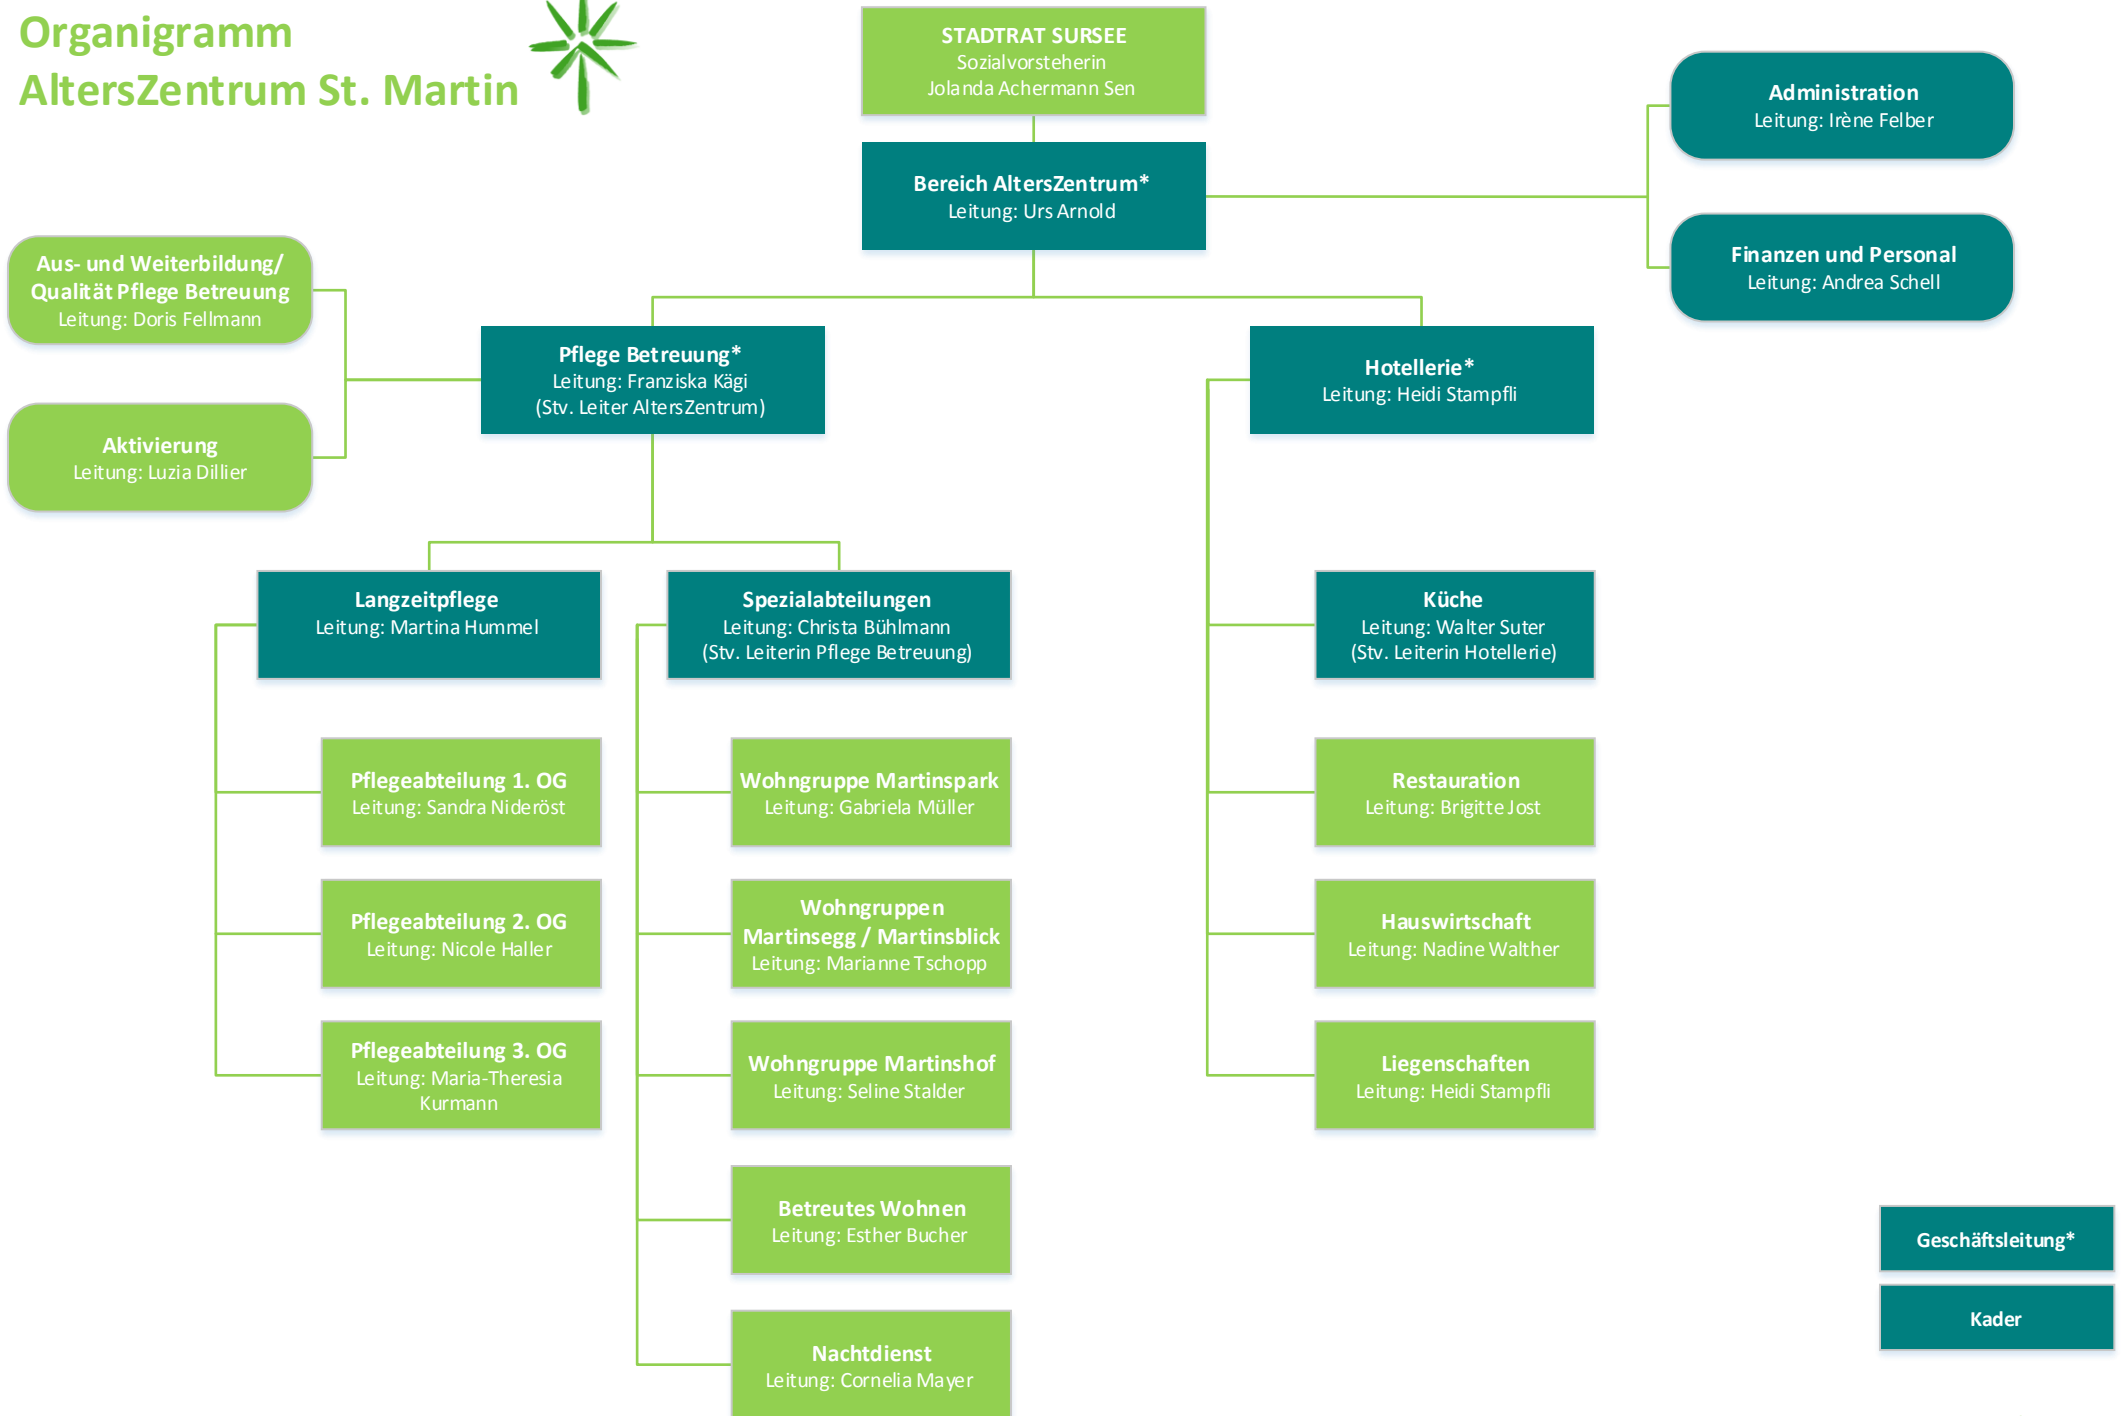 Organigramm
AltersZentrum St. Martin
STADTRAT SURSEE
Sozialvorsteherin
Jolanda Achermann Sen
Administration
Leitung: Irène Felber
Bereich AltersZentrum*
Leitung: Urs Arnold
Finanzen und Personal
Leitung: Andrea Schell
Aus- und Weiterbildung/
Qualität Pflege Betreuung
Leitung: Doris Fellmann
Pflege Betreuung*
Leitung: Franziska Kägi
(Stv. Leiter AltersZentrum)
Hotellerie*
Leitung: Heidi Stampfli
Aktivierung
Leitung: Luzia Dillier
Langzeitpflege
Leitung: Martina Hummel
Spezialabteilungen
Leitung: Christa Bühlmann
(Stv. Leiterin Pflege Betreuung)
Küche
Leitung: Walter Suter
(Stv. Leiterin Hotellerie)
Pflegeabteilung 1. OG
Leitung: Sandra Nideröst
Wohngruppe Martinspark
Leitung: Gabriela Müller
Restauration
Leitung: Brigitte Jost
Pflegeabteilung 2. OG
Leitung: Nicole Haller
Wohngruppen
Martinsegg / Martinsblick
Leitung: Marianne Tschopp
Hauswirtschaft
Leitung: Nadine Walther
Pflegeabteilung 3. OG
Leitung: Maria-Theresia
Kurmann
Wohngruppe Martinshof
Leitung: Seline Stalder
Liegenschaften
Leitung: Heidi Stampfli
Betreutes Wohnen
Leitung: Esther Bucher
Geschäftsleitung*
Kader
Nachtdienst
Leitung: Cornelia Mayer